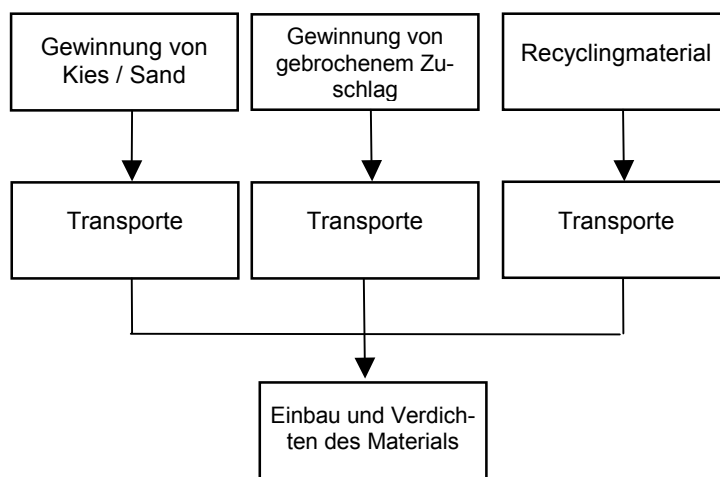 Gewinnung von
Kies / Sand
Gewinnung von
gebrochenem Zu-
schlag
Recyclingmaterial
Transporte
Transporte
Transporte
Einbau und Verdich-
ten des Materials